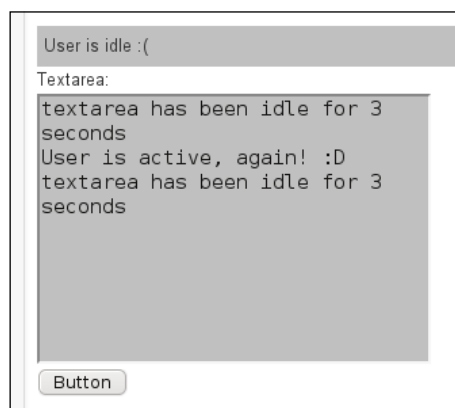 User is idle :(
Textarea:
textarea has been idle for 3
seconds
User is active, again! :D
textarea has been idle for 3
seconds
Button